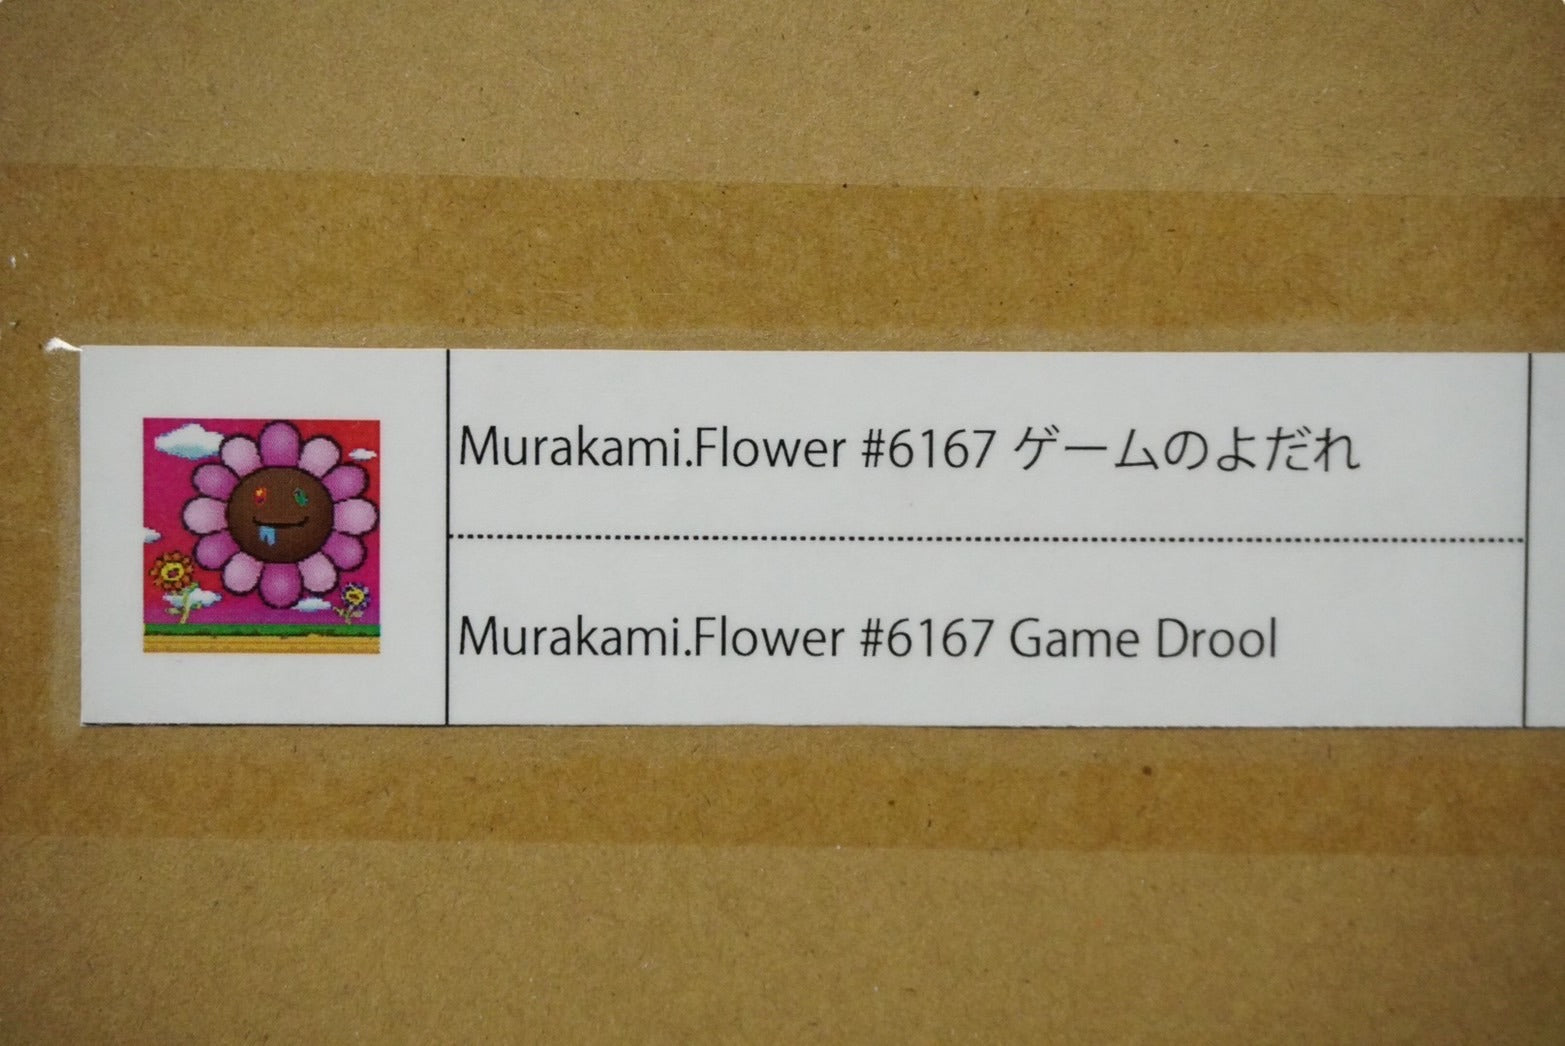 Murakami.Flower #6167 ゲームのよだれ
Murakami.Flower #6167 Game Drool